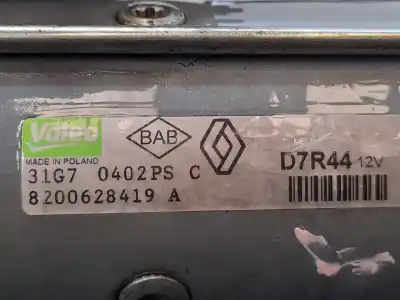 Valeo
BAB
MADE IN POLAND
D7R44 12V
31G7 0402PS C
8200628419 A